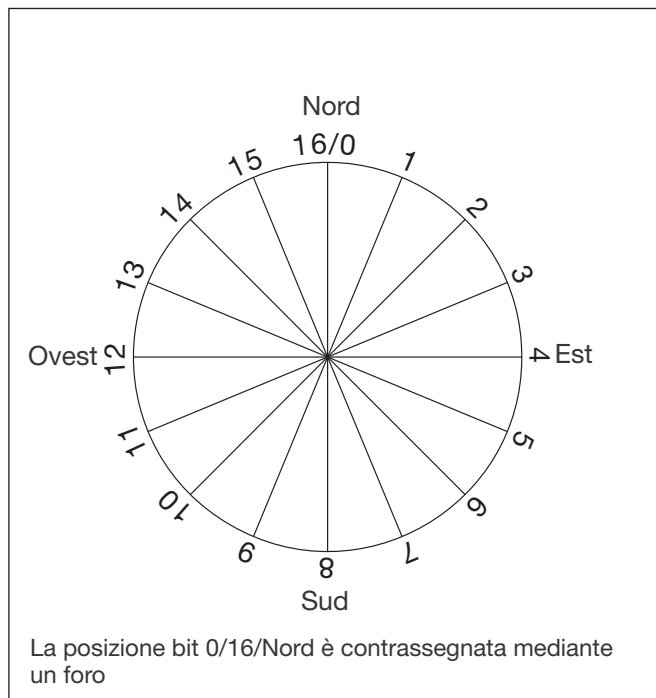 Nord
16/0
1
2
3
4 Est
5
6
7
8
Sud
9
10
11
Ovest 12
13
14
15
La posizione bit 0/16/Nord è contrassegnata mediante
un foro